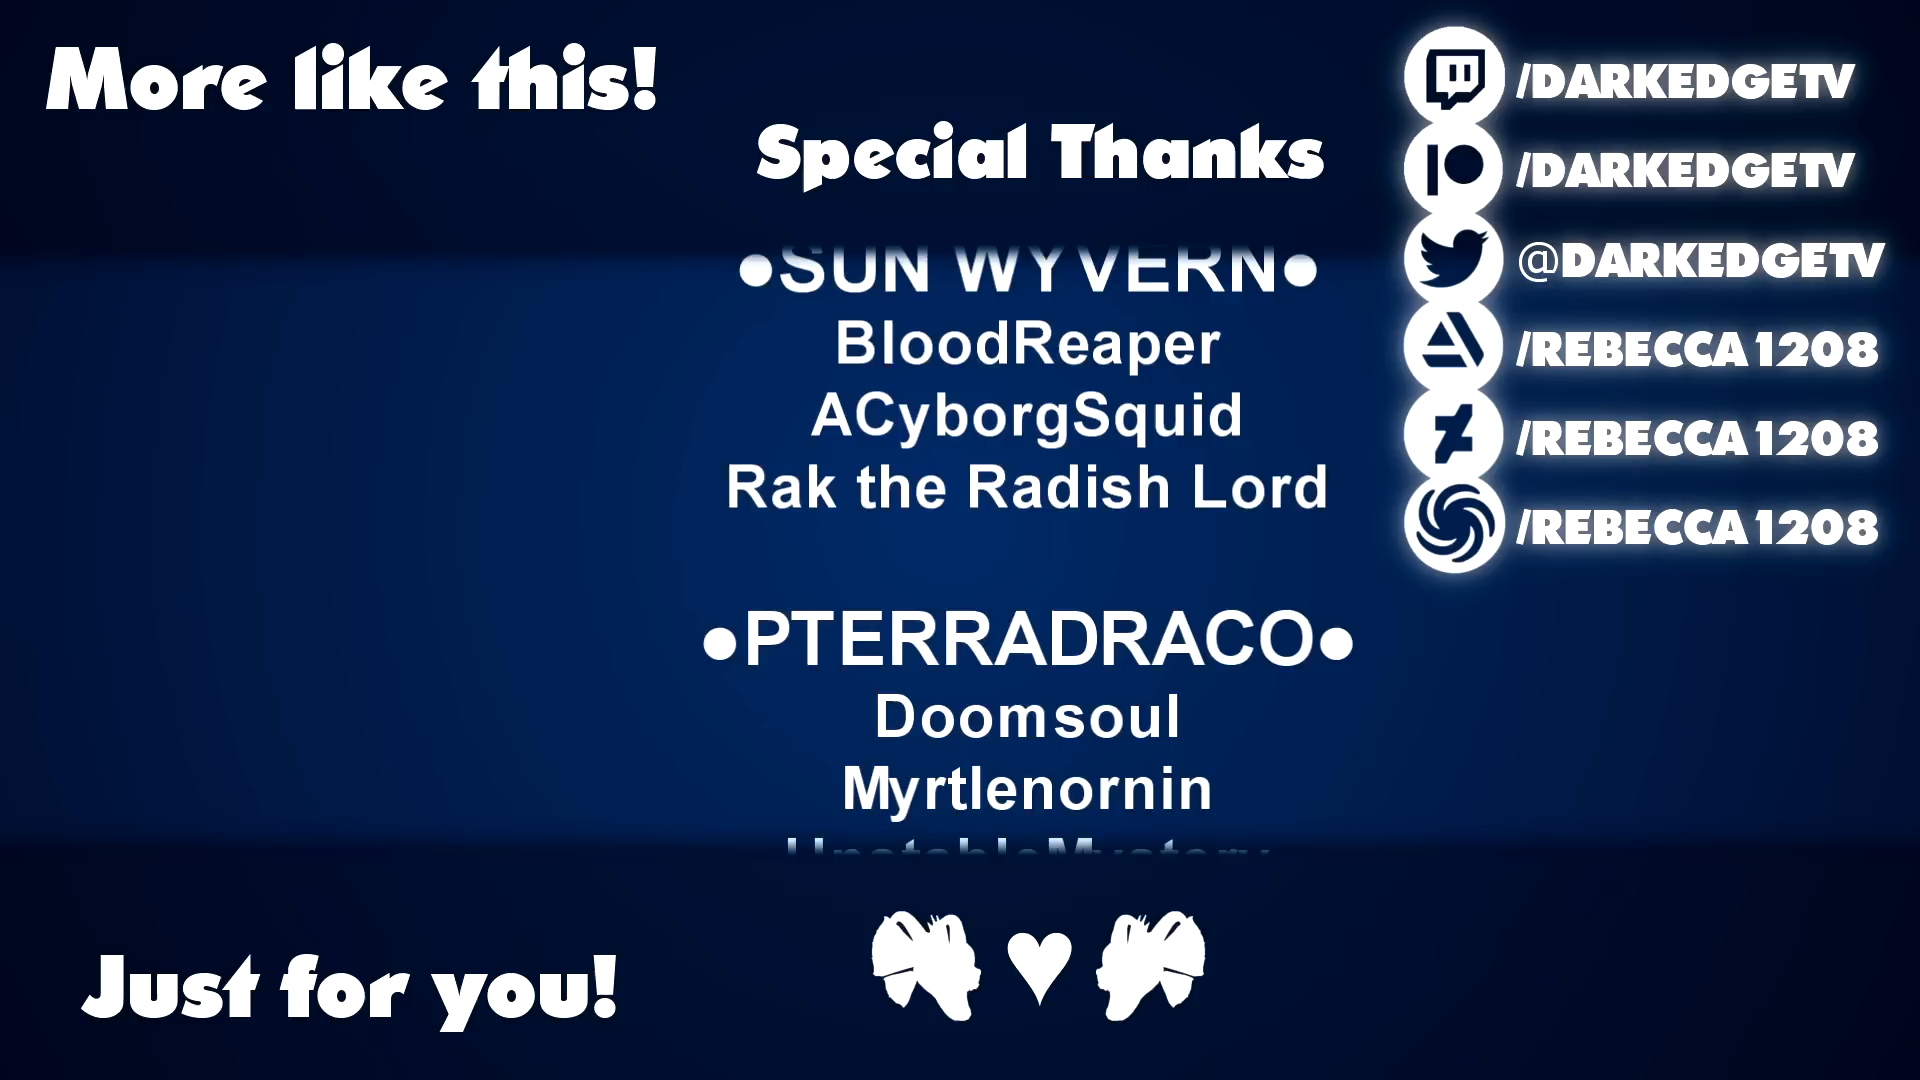 More like this!
Special Thanks
●SUN WYVERN●
BloodReaper
ACyborgSquid
Rak the Radish Lord
●PTERRADRACO●
Doomsoul
Myrtlenornin
UnstableMystery
♥
Just for you!
/DARKEDGETV
/DARKEDGETV
@DARKEDGETV
/REBECCA1208
/REBECCA1208
/REBECCA1208